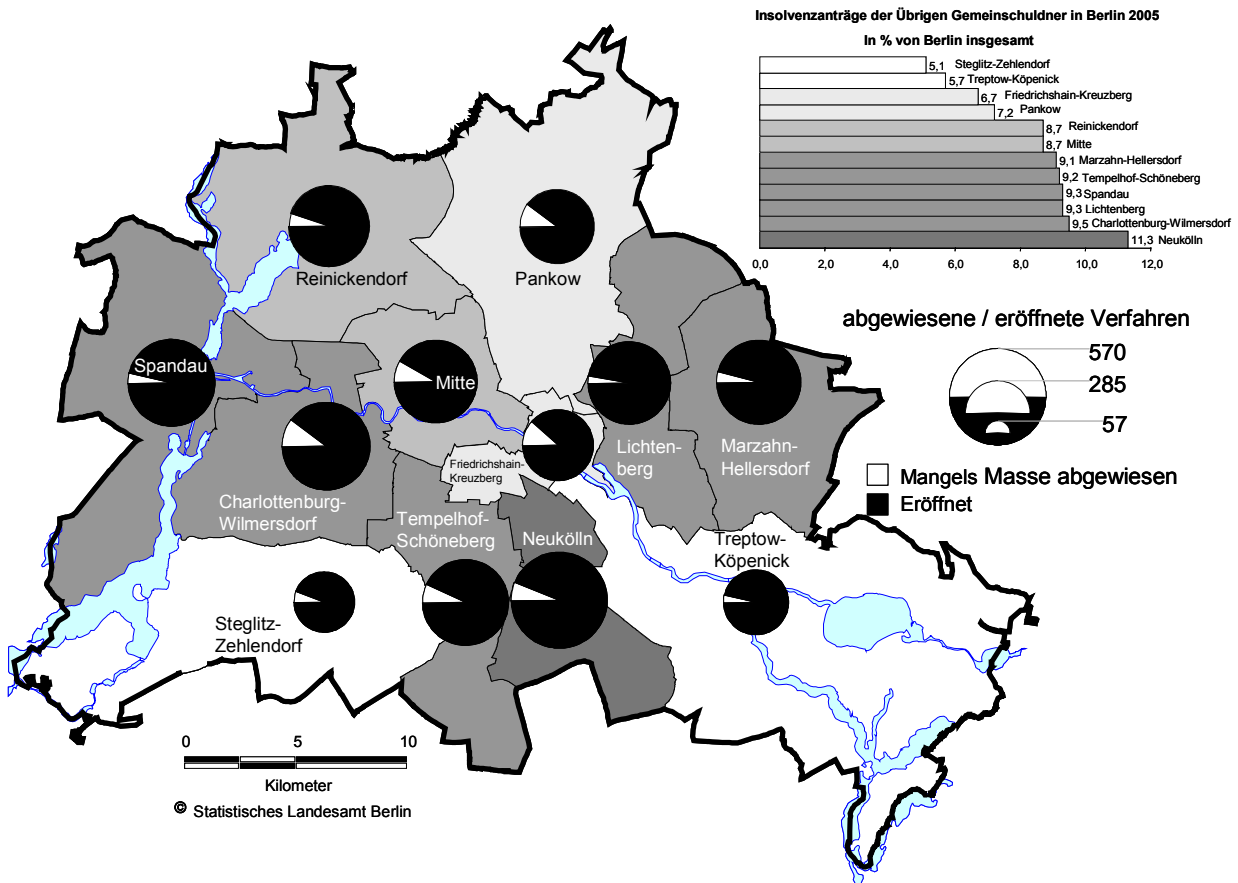 Insolvenzanträge der Übrigen Gemeinschuldner in Berlin 2005
In % von Berlin insgesamt
5,1 Steglitz-Zehlendorf
5,7 Treptow-Köpenick
6,7 Friedrichshain-Kreuzberg
7,2 Pankow
8,7 Reinickendorf
8,7 Mitte
9,1 Marzahn-Hellersdorf
9,2 Tempelhof-Schöneberg
9,3 Spandau
9,3 Lichtenberg
9,5 Charlottenburg-Wilmersdorf
11,3 Neukölln
0,0 2,0 4,0 6,0 8,0 10,0 12,0
abgewiesene / eröffnete Verfahren
570
285
57
Mangels Masse abgewiesen
Eröffnet
Reinickendorf
Pankow
Spandau
Mitte
Lichten-
berg
Marzahn-
Hellersdorf
Friedrichshain-
Kreuzberg
Charlottenburg-
Wilmersdorf
Tempelhof-
Schöneberg
Neukölln
Treptow-
Köpenick
Steglitz-
Zehlendorf
0 5 10
Kilometer
© Statistisches Landesamt Berlin